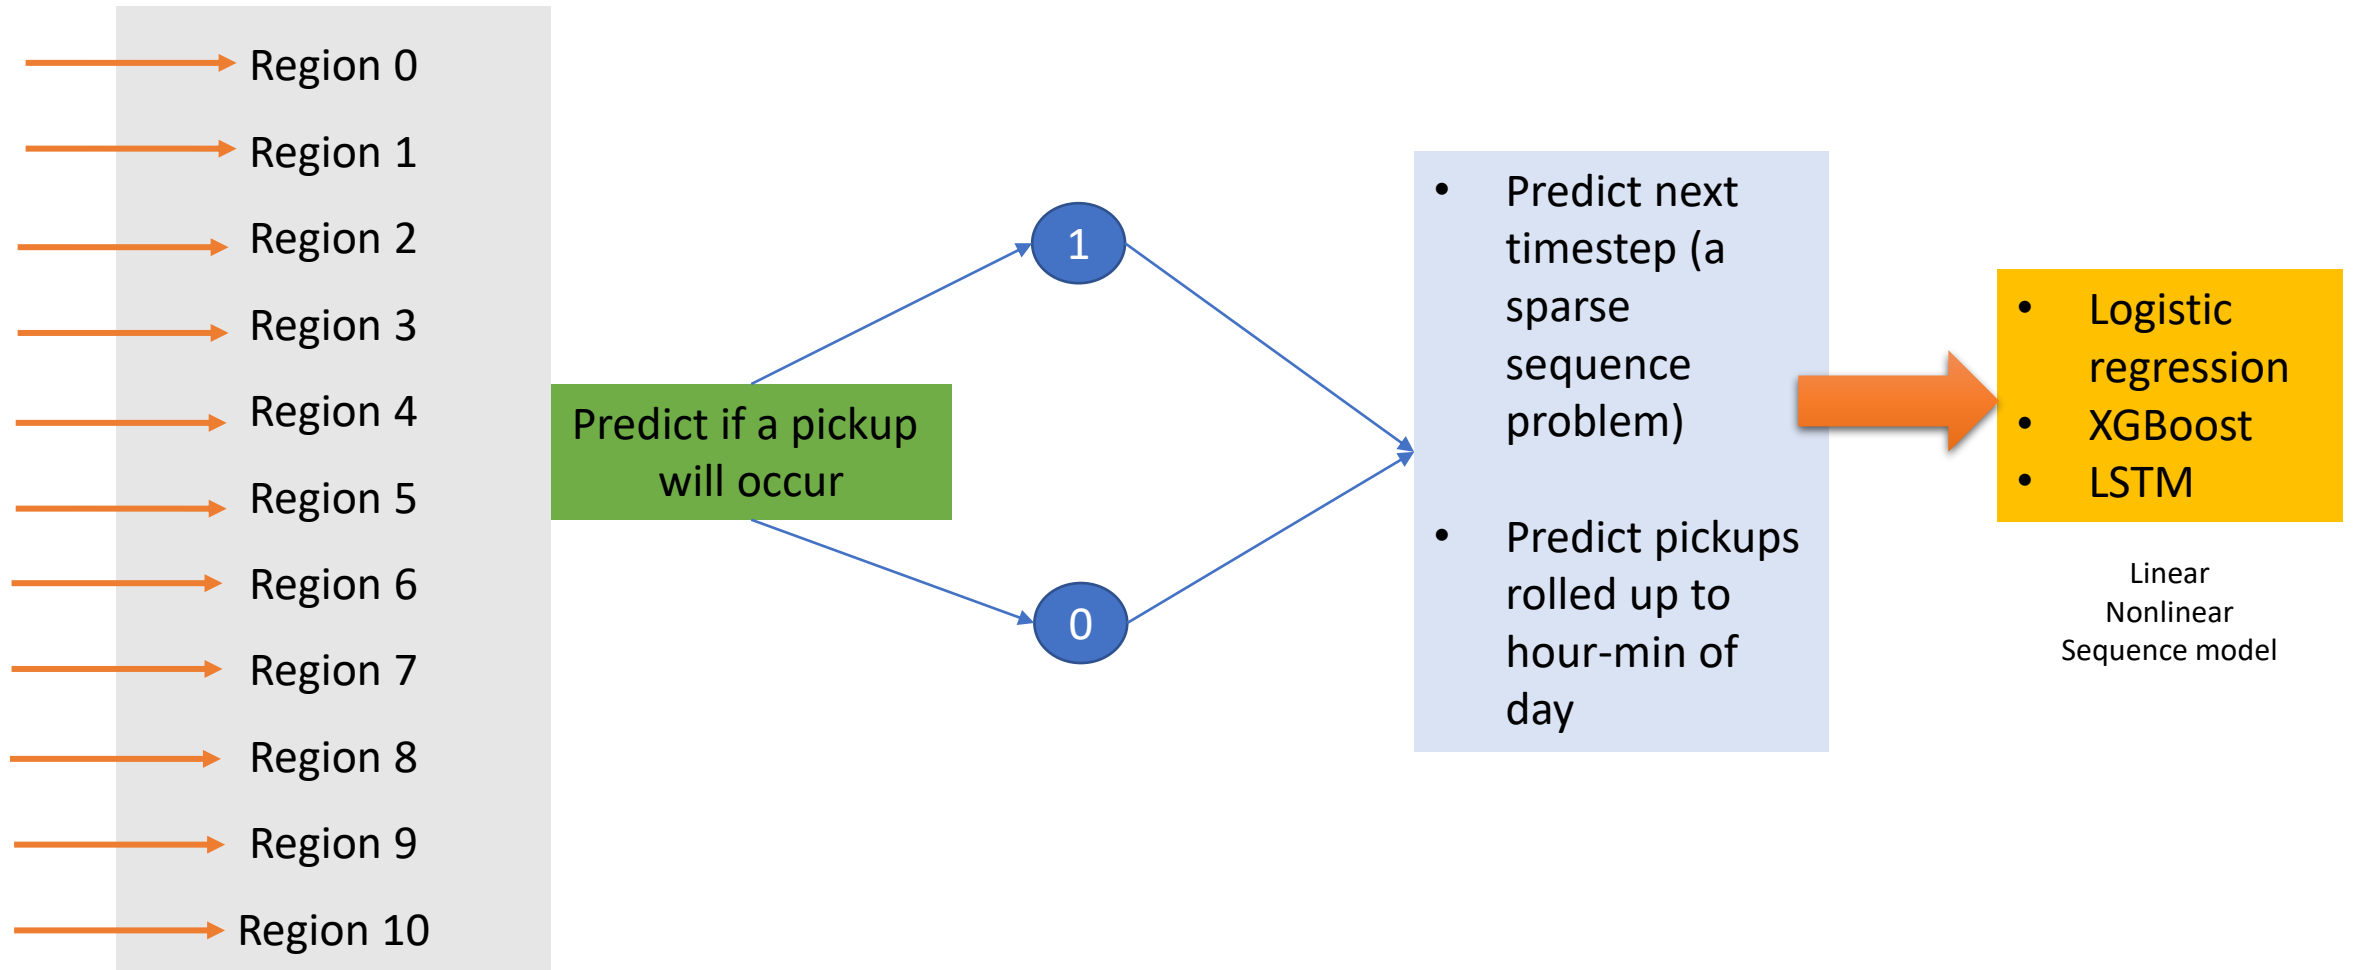 Region 0
Region 1
Region 2
Region 3
Region 4
Region 5
Region 6
Region 7
Region 8
Region 9
Region 10
Predict if a pickup
will occur
1
0
• Predict next
timestep (a
sparse
sequence
problem)
• Predict pickups
rolled up to
hour-min of
day
• Logistic
regression
• XGBoost
• LSTM
Linear
Nonlinear
Sequence model